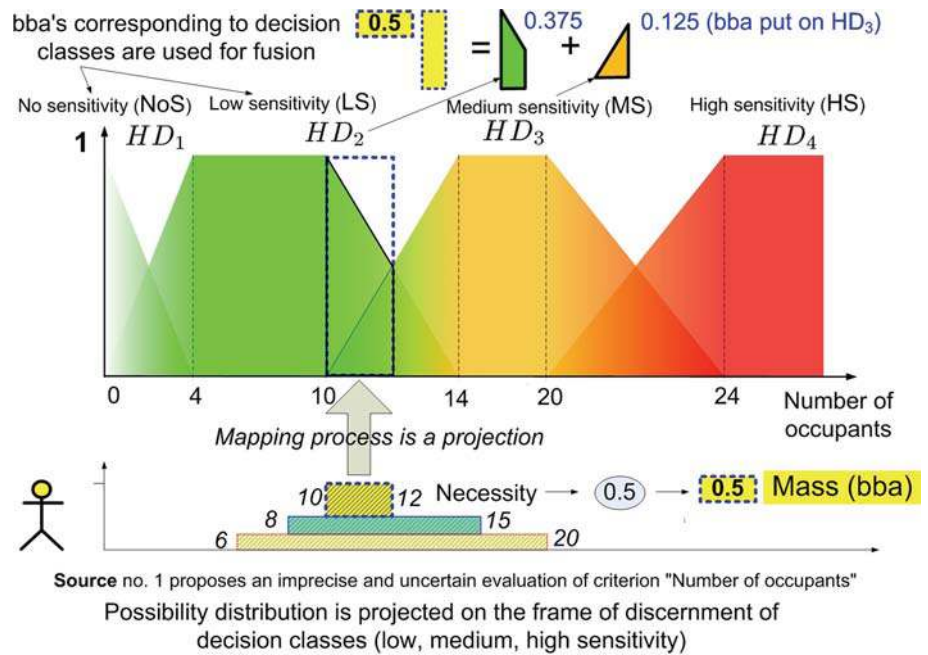 bba's corresponding to decision
classes are used for fusion
0.5
=
0.375
+
0.125 (bba put on HD₃)
No sensitivity (NoS)
Low sensitivity (LS)
Medium sensitivity (MS)
High sensitivity (HS)
1
HD₁
HD₂
HD₃
HD₄
0
4
10
14
20
24
Number of
occupants
Mapping process is a projection
10
12
Necessity
0.5
0.5
Mass (bba)
8
15
6
20
Source no. 1 proposes an imprecise and uncertain evaluation of criterion "Number of occupants"
Possibility distribution is projected on the frame of discernment of
decision classes (low, medium, high sensitivity)